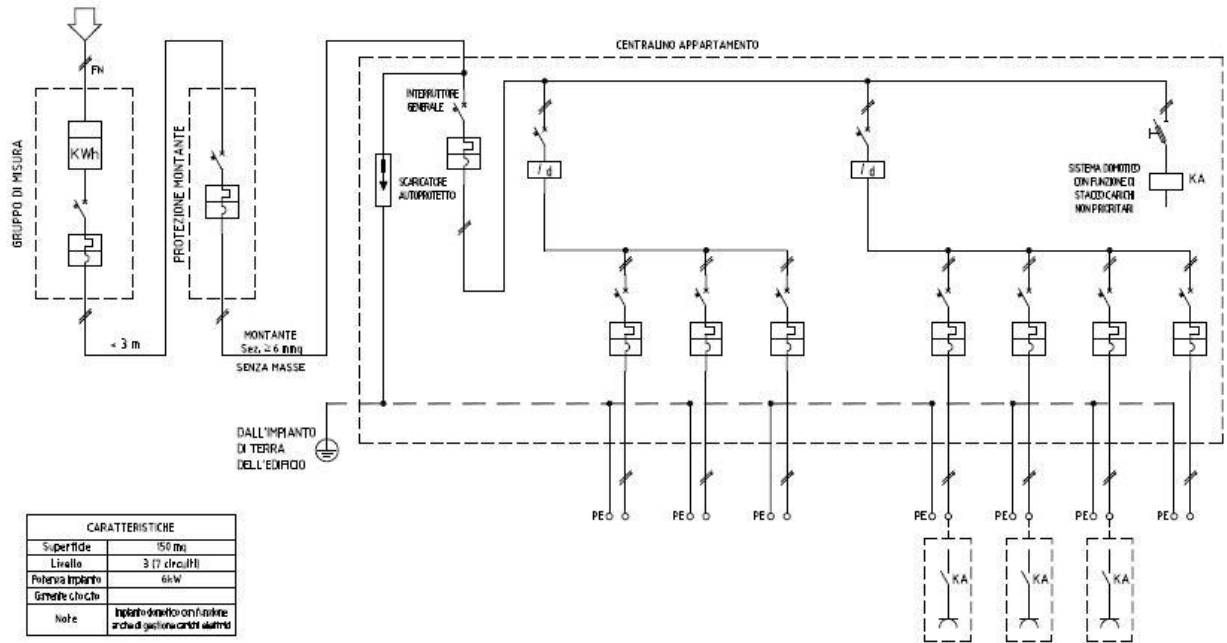 FN
GRUPPO DI MISURA
KWh
PROTEZIONE MONTANTE
< 3 m
MONTANTE
Sez. ≥ 6 mmq
SENZA MASSE
CENTRALINO APPARTAMENTO
INTERRUTTORE
GENERALE
SCARICATORE
AUTOPROTETTO
I d
I d
SISTEMA DOMOTICO
CON FUNZIONE DI
STACCO CARICHI
NON PRIORITARI
KA
DALL'IMPIANTO
DI TERRA
DELL'EDIFICIO
PE
PE
PE
PE
PE
PE
PE
KA
KA
KA
CARATTERISTICHE
Superficie 150 mq
Livello 3 (7 circuiti)
Potenza impianto 6kW
Note Impianto domotico con funzione
anche di gestione carichi elettrici